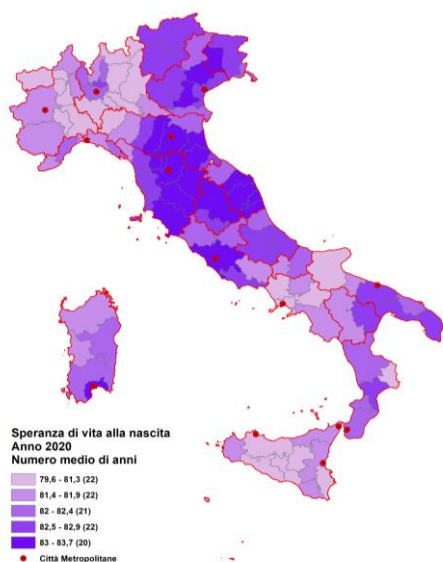 Speranza di vita alla nascita
Anno 2020
Numero medio di anni
79,6 - 81,3 (22)
81,4 - 81,9 (22)
82 - 82,4 (21)
82,5 - 82,9 (22)
83 - 83,7 (20)
Città Metropolitane